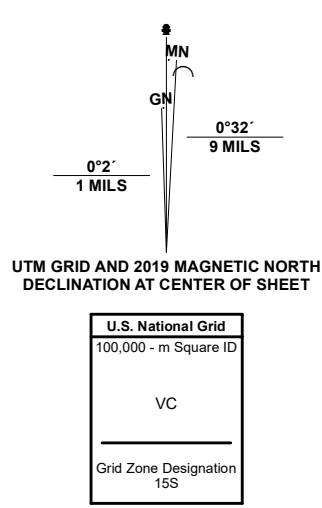 MN
GN
0°32´
9 MILS
0°2´
1 MILS
UTM GRID AND 2019 MAGNETIC NORTH
DECLINATION AT CENTER OF SHEET
U.S. National Grid
100,000 - m Square ID
VC
Grid Zone Designation
15S